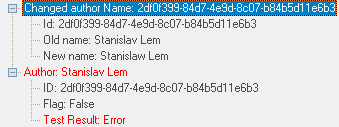 Changed author Name: 2df0f399-84d7-4e9d-8c07-b84b5d11e6b3
Id: 2df0f399-84d7-4e9d-8c07-b84b5d11e6b3
Old name: Stanislav Lem
New name: Stanislaw Lem
Author: Stanislav Lem
ID: 2df0f399-84d7-4e9d-8c07-b84b5d11e6b3
Flag: False
Test Result: Error